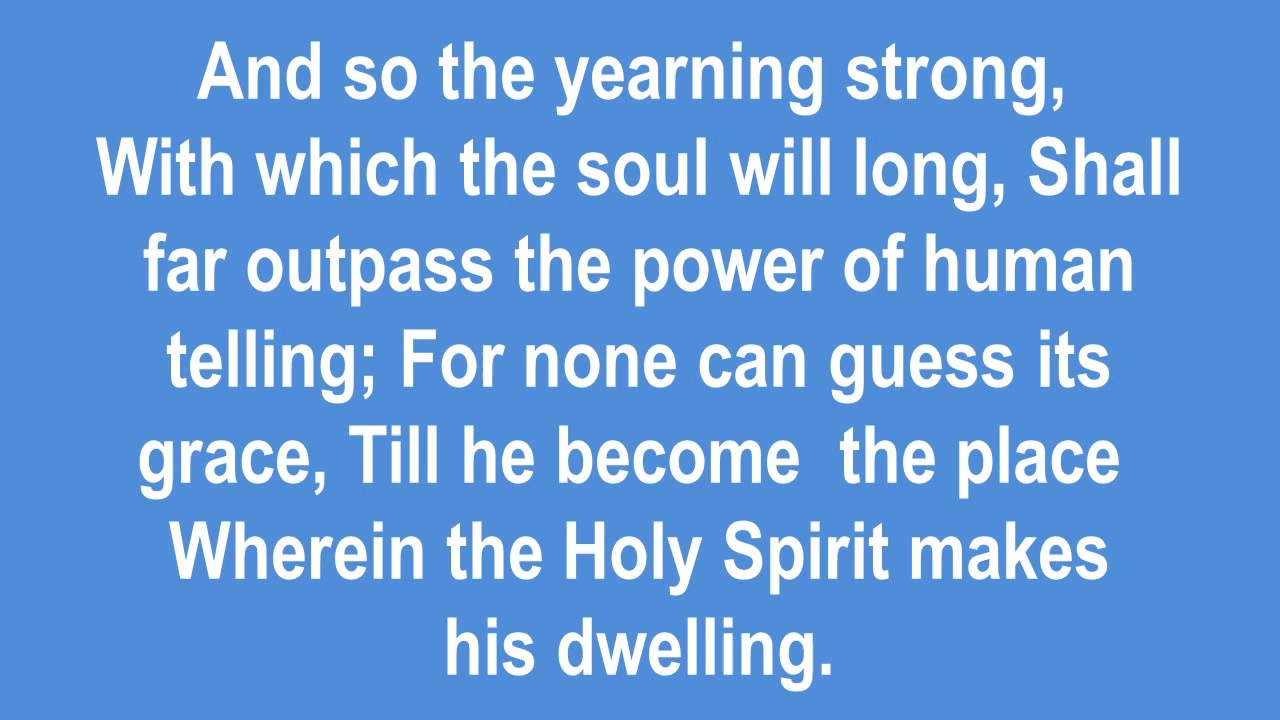 And so the yearning strong,
With which the soul will long, Shall
far outpass the power of human
telling; For none can guess its
grace, Till he become  the place
Wherein the Holy Spirit makes
his dwelling.